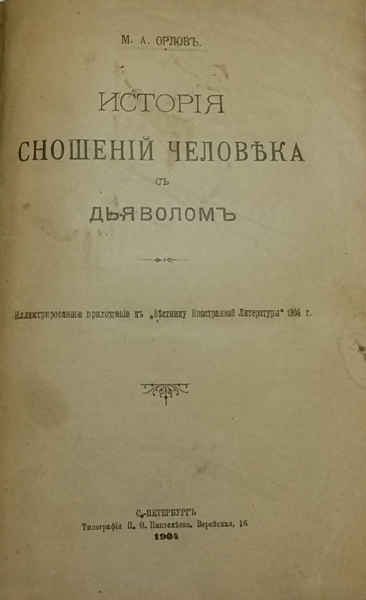 М. А. ОРЛОВЪ.
ИСТОРІЯ
СНОШЕНІЙ ЧЕЛОВѢКА
СЪ
ДЬЯВОЛОМЪ
Иллюстрированное приложеніе къ „Вѣстнику Иностранной Литературы“ 1904 г.
С.-ПЕТЕРБУРГЪ
Типографія П. Ѳ. Пантелѣева. Верейская, 16
1904